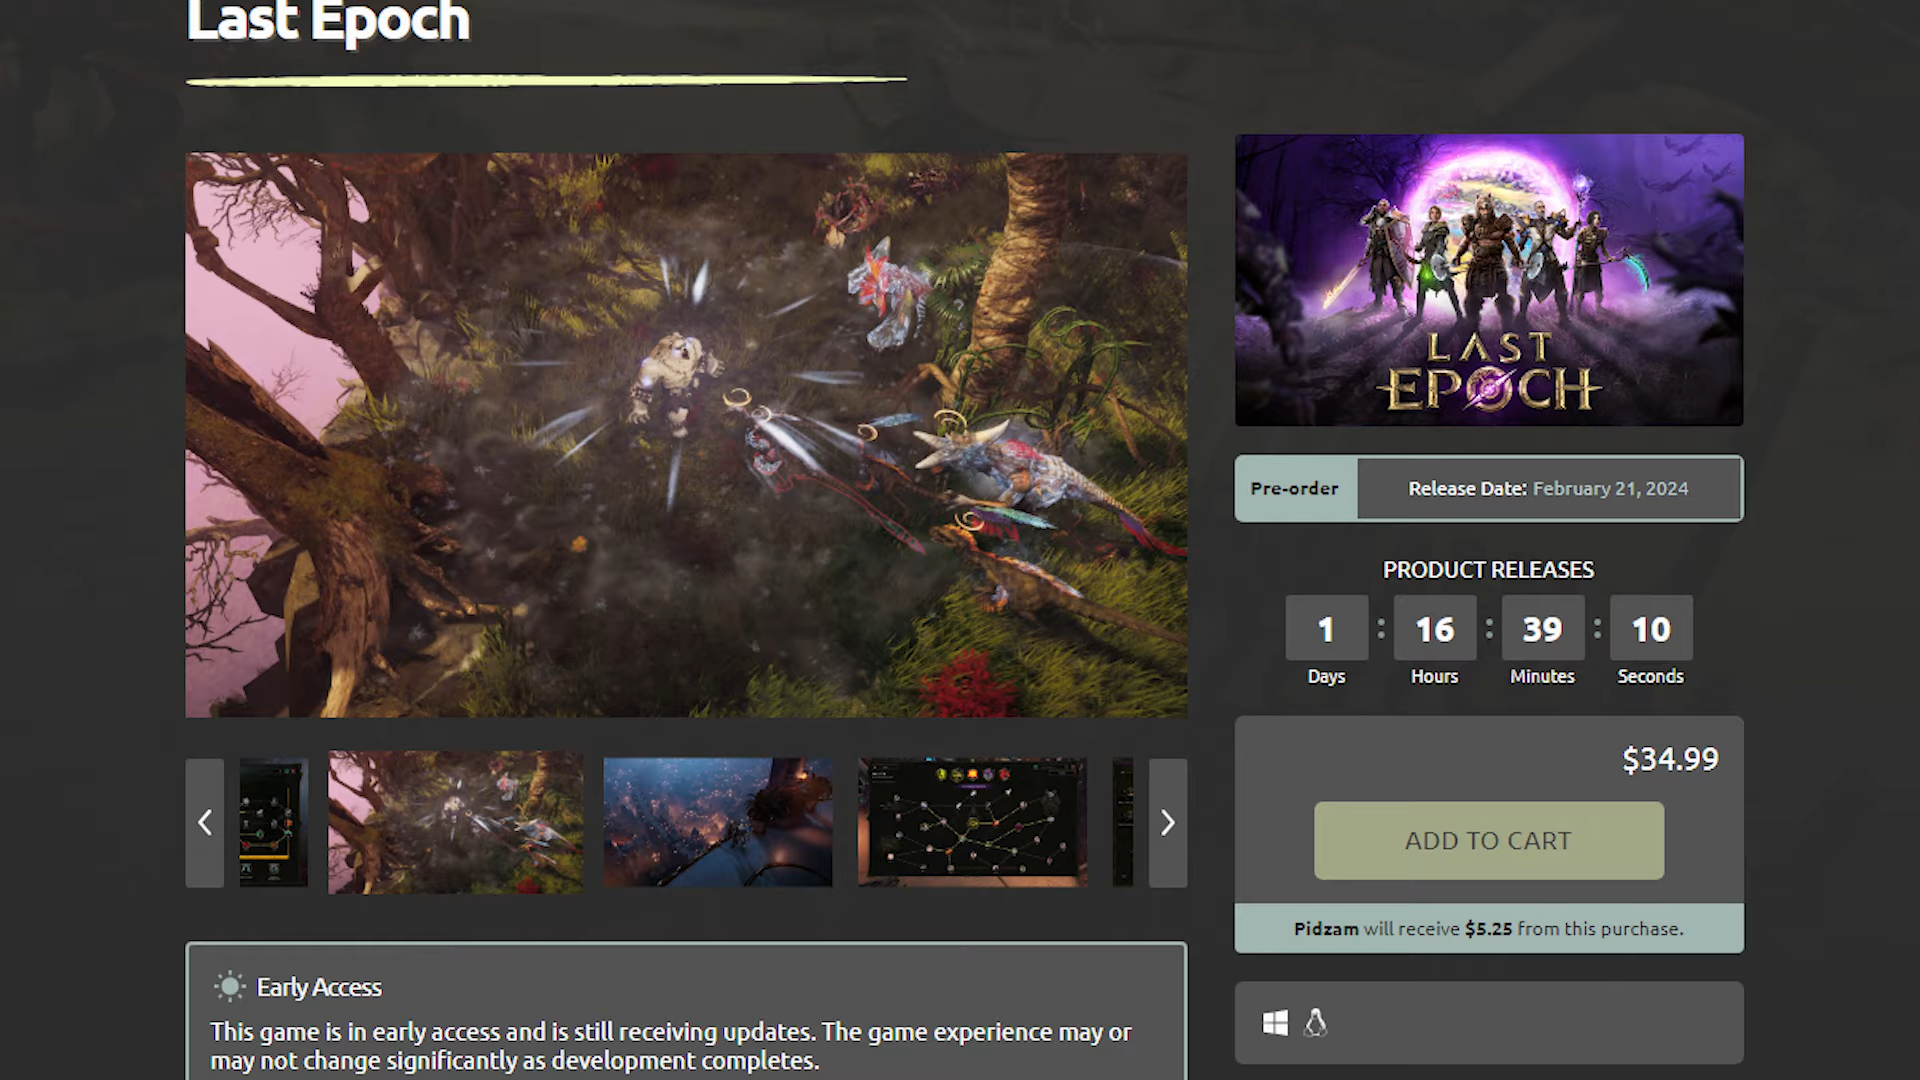 Last Epoch
LAST
EPOCH
Pre-order
Release Date: February 21, 2024
PRODUCT RELEASES
1 : 16 : 39 : 10
Days Hours Minutes Seconds
$34.99
ADD TO CART
Pidzam will receive $5.25 from this purchase.
Early Access
This game is in early access and is still receiving updates. The game experience may or
may not change significantly as development completes.